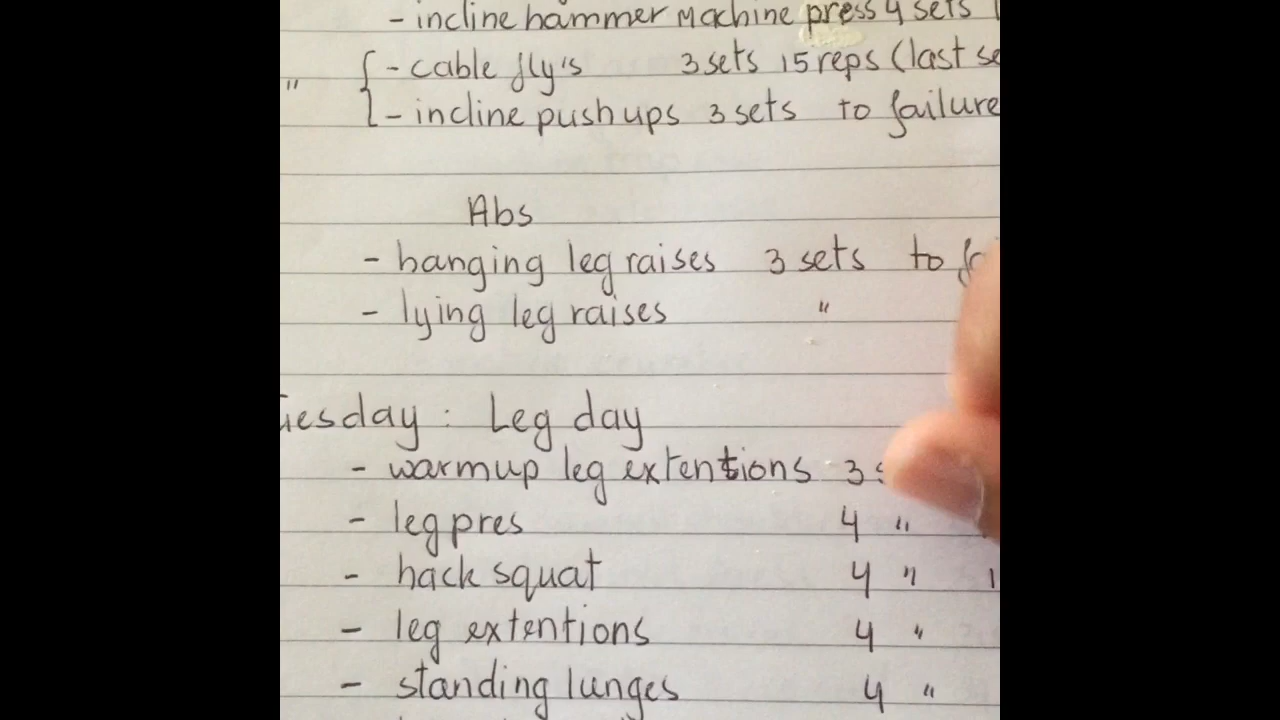 - incline hammer machine press 4 sets
- cable fly's 3 sets 15 reps (last
" - incline push ups 3 sets to failure
Abs
- hanging leg raises 3 sets to
- lying leg raises "
Leg day
- warmup leg extentions 3
- leg pres 4 "
- hack squat 4 "
- leg extentions 4 "
- standing lunges 4 "